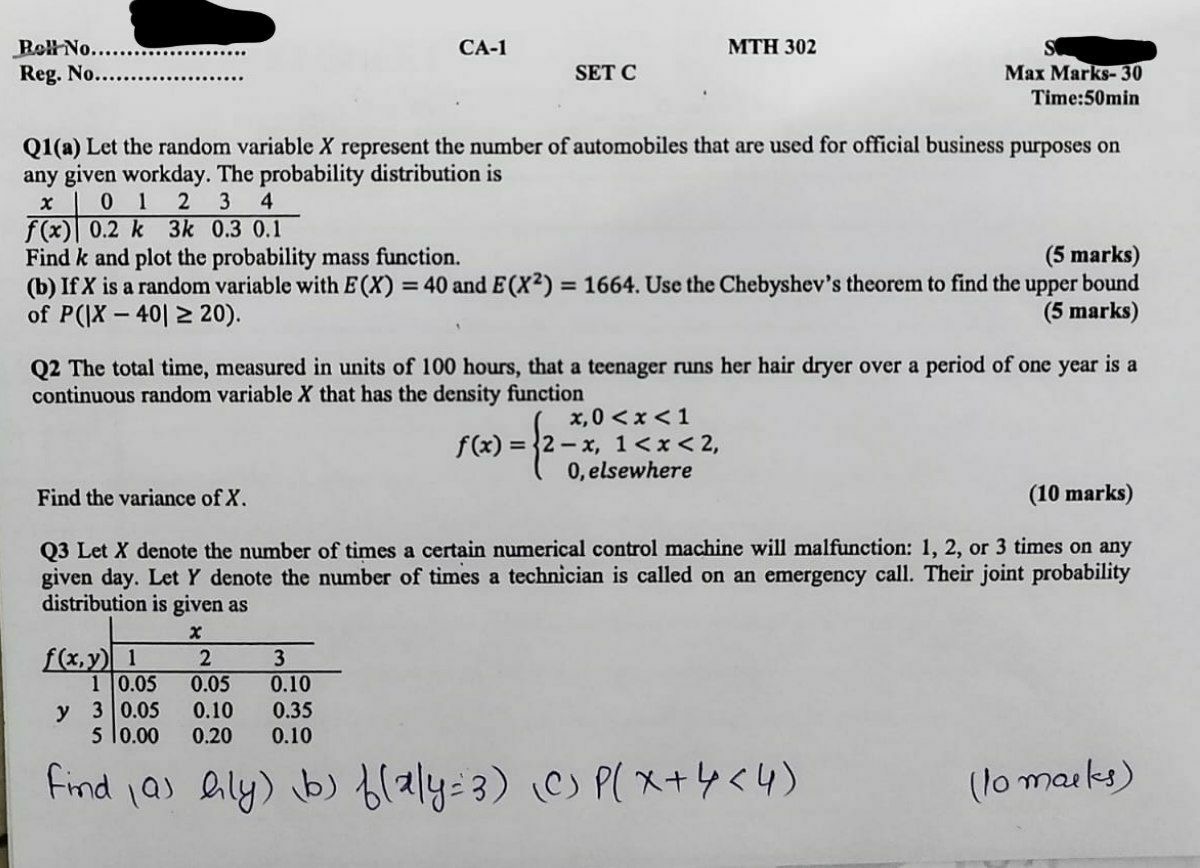 Roll No......................
CA-1
MTH 302
S
Reg. No......................
SET C
Max Marks- 30
Time:50min
Q1(a) Let the random variable X represent the number of automobiles that are used for official business purposes on
any given workday. The probability distribution is
x 0 1 2 3 4
f(x) 0.2 k 3k 0.3 0.1
Find k and plot the probability mass function. (5 marks)
(b) If X is a random variable with E(X) = 40 and E(X²) = 1664. Use the Chebyshev's theorem to find the upper bound
of P(|X – 40| ≥ 20). (5 marks)
Q2 The total time, measured in units of 100 hours, that a teenager runs her hair dryer over a period of one year is a
continuous random variable X that has the density function
x, 0 < x < 1
f(x) = {2 – x, 1 < x < 2,
0, elsewhere
Find the variance of X. (10 marks)
Q3 Let X denote the number of times a certain numerical control machine will malfunction: 1, 2, or 3 times on any
given day. Let Y denote the number of times a technician is called on an emergency call. Their joint probability
distribution is given as
x
f(x,y) 1 2 3
1 0.05 0.05 0.10
y 3 0.05 0.10 0.35
5 0.00 0.20 0.10
find (a) h(y) (b) f(x|y=3) (c) P(X+Y<4) (10 marks)